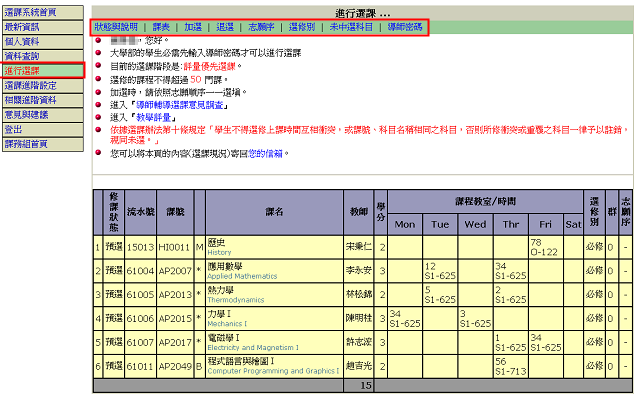 選課系統首頁
最新資訊
個人資料
資料查詢
進行選課
選課進階設定
相關進階資料
意見與建議
登出
課務組首頁
進行選課 ...
狀態與說明 | 課表 | 加選 | 退選 | 志願序 | 選修別 | 未中選科目 | 導師密碼
，您好。
大學部的學生必需先輸入導師密碼才可以進行選課
目前的選課階段是:評量優先選課。
選修的課程不得超過 50 門課。
加選時，請依照志願順序一一選填。
進入『導師輔導選課意見調查』
進入『教學評量』
依據選課辦法第十條規定「學生不得選修上課時間互相衝突，或課號、科目名稱相同之科目，否則所修衝突或重覆之科目一律予以註銷，視同未選。」
您可以將本頁的內容(選課現況)寄回您的信箱。
修課狀態 流水號 課號 課名 教師 學分 課程教室/時間 選修別 群 志願序
Mon Tue Wed Thr Fri Sat
1 預選 15013 HI0011 M 歷史 History 宋秉仁 2 78 O-122 必修 0 -
2 預選 61004 AP2007 * 應用數學 Applied Mathematics 李永安 3 12 S1-625 34 S1-625 必修 0 -
3 預選 61005 AP2013 * 熱力學 Thermodynamics 林松錦 2 5 S1-625 2 S1-625 必修 0 -
4 預選 61006 AP2015 * 力學 I Mechanics I 陳明桂 3 34 S1-625 3 S1-625 必修 0 -
5 預選 61007 AP2017 * 電磁學 I Electricity and Magnetism I 許志 3 1 S1-625 34 S1-625 必修 0 -
6 預選 61011 AP2049 B 程式語言與繪圖 I Computer Programming and Graphics I 趙吉光 2 56 S1-713 必修 0 -
15